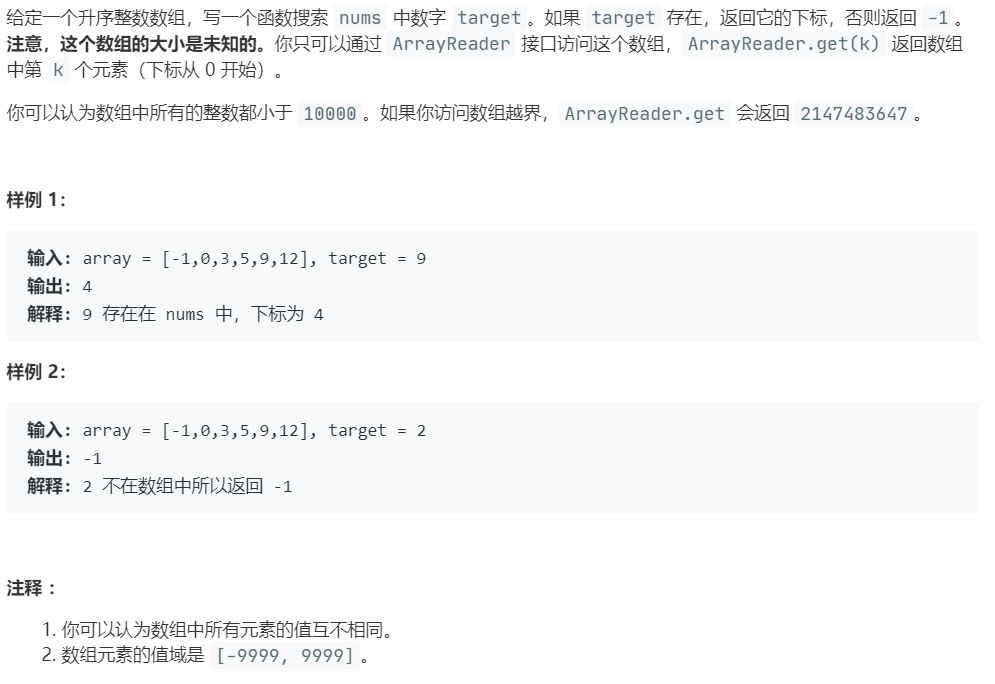 给定一个升序整数数组，写一个函数搜索 nums 中数字 target 。如果 target 存在，返回它的下标，否则返回 -1 。
注意，这个数组的大小是未知的。你只可以通过 ArrayReader 接口访问这个数组， ArrayReader.get(k) 返回数组
中第 k 个元素（下标从 0 开始）。
你可以认为数组中所有的整数都小于 10000 。如果你访问数组越界， ArrayReader.get 会返回 2147483647 。
样例 1：
输入：array = [-1,0,3,5,9,12], target = 9
输出：4
解释：9 存在在 nums 中，下标为 4
样例 2：
输入：array = [-1,0,3,5,9,12], target = 2
输出：-1
解释：2 不在数组中所以返回 -1
注释 ：
1. 你可以认为数组中所有元素的值互不相同。
2. 数组元素的值域是 [-9999, 9999] 。